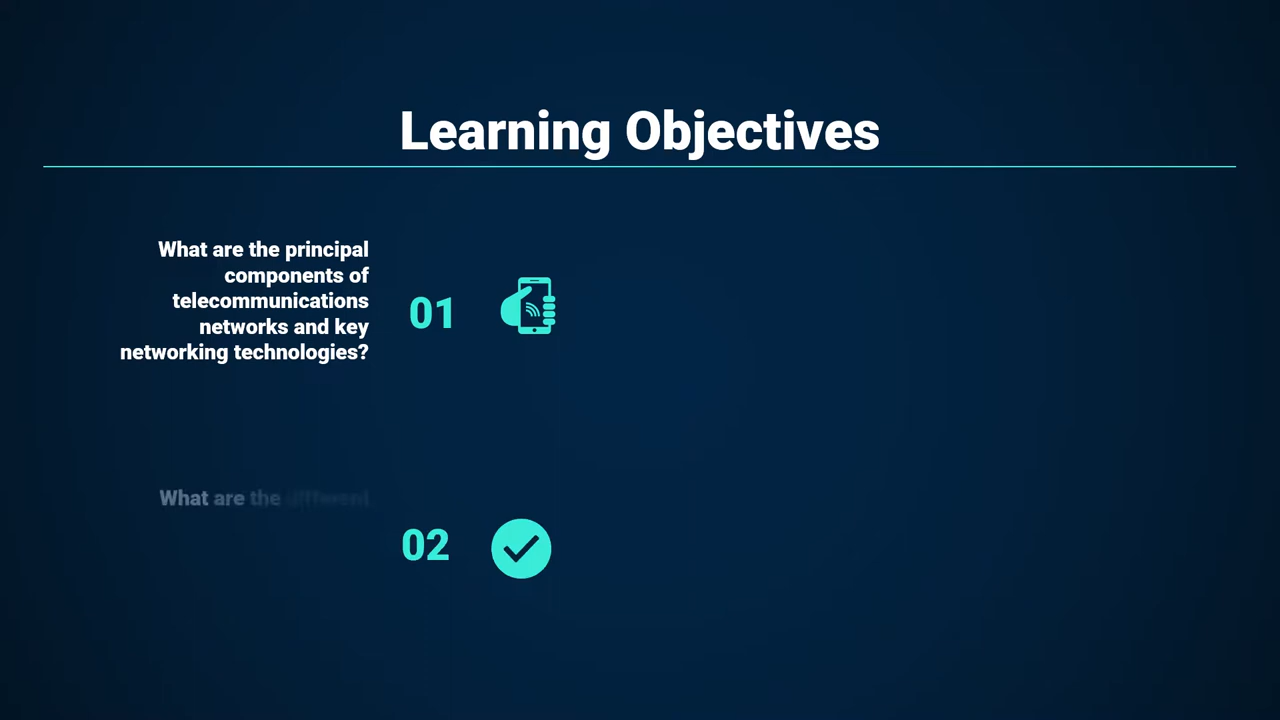 Learning Objectives
What are the principal
components of
telecommunications
networks and key
networking technologies?
01
What are the different
02